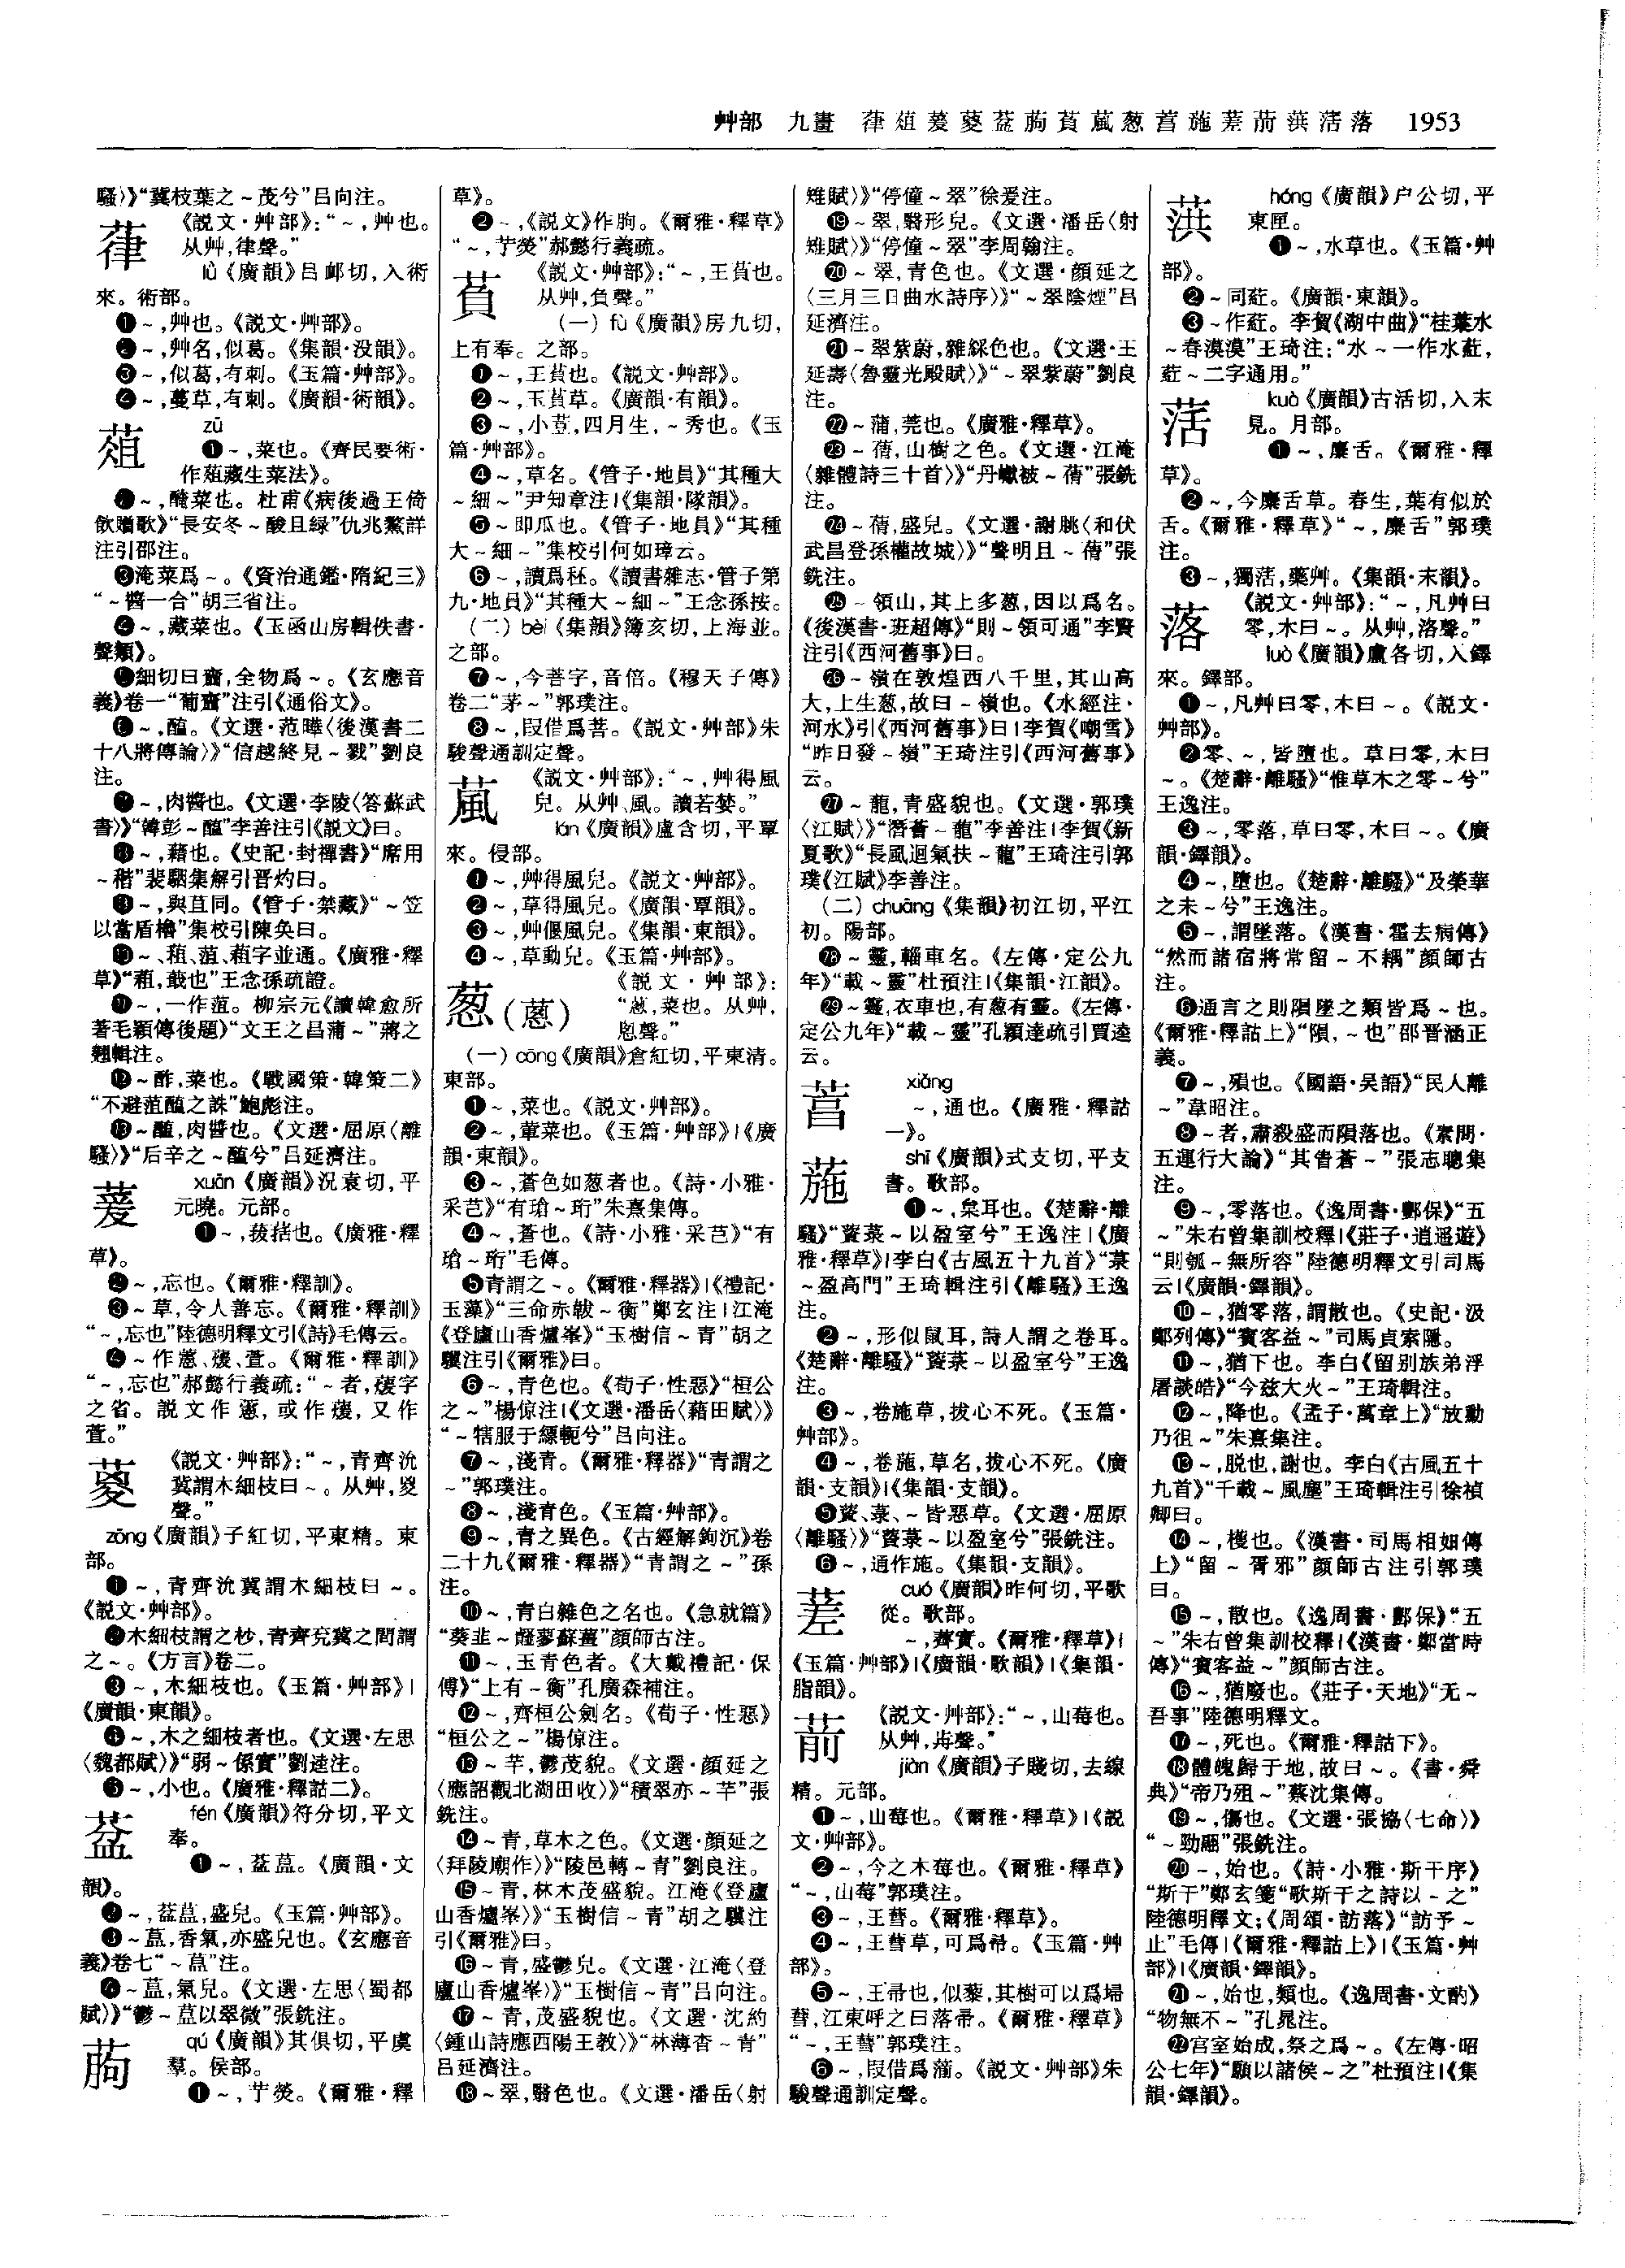 艸部　九畫　葎葅萲葼葐蒟萯葻葱蒠葹蒫葥葓萿落　1953
騷〉》“冀枝葉之～茂兮”吕向注。
葎
《説文·艸部》：“～，艸也。
从艸，律聲。”
lǜ《廣韻》吕卹切，入術
來。術部。
❶～，艸也。《説文·艸部》。
❷～，艸名，似葛。《集韻·没韻》。
❸～，似葛，有刺。《玉篇·艸部》。
❹～，蔓草，有刺。《廣韻·術韻》。
葅
zū
❶～，菜也。《齊民要術·
作葅藏生菜法》。
❷～，醃菜也。杜甫《病後過王倚
飲贈歌》“長安冬～酸且緑”仇兆鰲詳
注引邵注。
❸淹菜爲～。《資治通鑑·隋紀三》
“～醬一合”胡三省注。
❹～，藏菜也。《玉函山房輯佚書·
聲類》。
❺細切曰齏，全物爲～。《玄應音
義》卷一“葡齏”注引《通俗文》。
❻～，醢。《文選·范曄〈後漢書二
十八將傳論〉》“信越終見～戮”劉良
注。
❼～，肉醬也。《文選·李陵〈答蘇武
書〉》“韓彭～醢”李善注引《説文》曰。
❽～，藉也。《史記·封禪書》“席用
～稭”裴駰集解引晋灼曰。
❾～，與苴同。《管子·禁藏》“～笠
以當盾櫓”集校引陳奂曰。
❿～、蒩、菹、葙字並通。《廣雅·釋
草》“蒩，蕺也”王念孫疏證。
⓫～，一作菹。柳宗元《讀韓愈所
著毛穎傳後題》“文王之昌蒲～”蔣之
翹輯注。
⓬～酢，菜也。《戰國策·韓策二》
“不避菹醢之誅”鮑彪注。
⓭～醢，肉醬也。《文選·屈原〈離
騷〉》“后辛之～醢兮”吕延濟注。
萲
xuān《廣韻》況袁切，平
元曉。元部。
❶～，蕿萿也。《廣雅·釋
草》。
❷～，忘也。《爾雅·釋訓》。
❸～草，令人善忘。《爾雅·釋訓》
“～，忘也”陸德明釋文引《詩》毛傳云。
❹～作蕙、蕿、萱。《爾雅·釋訓》
“～，忘也”郝懿行義疏：“～者，蕿字
之省。説文作藼，或作蕿，又作
萱。”
葼
《説文·艸部》：“～，青齊沇
冀謂木細枝曰～。从艸，㚇
聲。”
zōng《廣韻》子紅切，平東精。東
部。
❶～，青齊沇冀謂木細枝曰～。
《説文·艸部》。
❷木細枝謂之杪，青齊兖冀之間謂
之～。《方言》卷二。
❸～，木細枝也。《玉篇·艸部》|
《廣韻·東韻》。
❹～，木之細枝者也。《文選·左思
〈魏都賦〉》“弱～係實”劉逵注。
❺～，小也。《廣雅·釋詁二》。
葐
fén《廣韻》符分切，平文
奉。
❶～，葐蒀。《廣韻·文
韻》。
❷～，葐蒀，盛皃。《玉篇·艸部》。
❸～蒀，香氣，亦盛皃也。《玄應音
義》卷七“～蒀”注。
❹～蒀，氣皃。《文選·左思〈蜀都
賦〉》“鬱～蒀以翠微”張銑注。
蒟
qú《廣韻》其俱切，平虞
羣。侯部。
❶～，艼熒。《爾雅·釋
草》。
❷～，《説文》作朐。《爾雅·釋草》
“～，艼熒”郝懿行義疏。
萯
《説文·艸部》：“～，王萯也。
从艸，負聲。”
（一）fù《廣韻》房九切，
上有奉。之部。
❶～，王萯也。《説文·艸部》。
❷～，玉萯草。《廣韻·有韻》。
❸～，小荳，四月生，～秀也。《玉
篇·艸部》。
❹～，草名。《管子·地員》“其種大
～細～”尹知章注|《集韻·隊韻》。
❺～即瓜也。《管子·地員》“其種
大～細～”集校引何如璋云。
❻～，讀爲秠。《讀書雜志·管子第
九·地員》“其種大～細～”王念孫按。
（二）bèi《集韻》簿亥切，上海並。
之部。
❼～，今菩字，音倍。《穆天子傳》
卷二“茅～”郭璞注。
❽～，叚借爲菩。《説文·艸部》朱
駿聲通訓定聲。
葻
《説文·艸部》：“～，艸得風
皃。从艸、風。讀若婪。”
lán《廣韻》盧含切，平覃
來。侵部。
❶～，艸得風皃。《説文·艸部》。
❷～，草得風皃。《廣韻·覃韻》。
❸～，艸偃風皃。《集韻·東韻》。
❹～，草動皃。《玉篇·艸部》。
葱（蔥）
《説文·艸部》：
“蔥，菜也。从艸，
悤聲。”
（一）cōng《廣韻》倉紅切，平東清。
東部。
❶～，菜也。《説文·艸部》。
❷～，葷菜也。《玉篇·艸部》|《廣
韻·東韻》。
❸～，蒼色如葱者也。《詩·小雅·
采芑》“有瑲～珩”朱熹集傳。
❹～，蒼也。《詩·小雅·采芑》“有
瑲～珩”毛傳。
❺青謂之～。《爾雅·釋器》|《禮記·
玉藻》“三命赤韍～衡”鄭玄注|江淹
《登廬山香爐峯》“玉樹信～青”胡之
驥注引《爾雅》曰。
❻～，青色也。《荀子·性惡》“桓公
之～”楊倞注|《文選·潘岳〈藉田賦〉》
“～犗服于縹軛兮”吕向注。
❼～，淺青。《爾雅·釋器》“青謂之
～”郭璞注。
❽～，淺青色。《玉篇·艸部》。
❾～，青之異色。《古經解鉤沉》卷
二十九《爾雅·釋器》“青謂之～”孫
注。
❿～，青白雜色之名也。《急就篇》
“葵韭～䪥蓼蘇薑”顔師古注。
⓫～，玉青色者。《大戴禮記·保
傅》“上有～衡”孔廣森補注。
⓬～，齊桓公劍名。《荀子·性惡》
“桓公之～”楊倞注。
⓭～芊，鬱茂貌。《文選·顔延之
〈應詔觀北湖田收〉》“積翠亦～芊”張
銑注。
⓮～青，草木之色。《文選·顔延之
〈拜陵廟作〉》“陵邑轉～青”劉良注。
⓯～青，林木茂盛貌。江淹《登廬
山香爐峯〉》“玉樹信～青”胡之驥注
引《爾雅》曰。
⓰～青，盛鬱皃。《文選·江淹〈登
廬山香爐峯〉》“玉樹信～青”吕向注。
⓱～青，茂盛貌也。《文選·沈約
〈鍾山詩應西陽王教〉》“林薄杳～青”
吕延濟注。
⓲～翠，翳色也。《文選·潘岳〈射
雉賦〉》“停僮～翠”徐爰注。
⓳～翠，翳形皃。《文選·潘岳〈射
雉賦〉》“停僮～翠”李周翰注。
⓴～翠，青色也。《文選·顔延之
〈三月三日曲水詩序〉》“～翠陰煙”吕
延濟注。
㉑～翠紫蔚，雜綵色也。《文選·王
延壽〈魯靈光殿賦〉》“～翠紫蔚”劉良
注。
㉒～蒲，莞也。《廣雅·釋草》。
㉓～蒨，山樹之色。《文選·江淹
〈雜體詩三十首〉》“丹巘被～蒨”張銑
注。
㉔～蒨，盛皃。《文選·謝朓〈和伏
武昌登孫權故城〉》“聲明且～蒨”張
銑注。
㉕～領山，其上多葱，因以爲名。
《後漢書·班超傳》“則～領可通”李賢
注引《西河舊事》曰。
㉖～嶺在敦煌西八千里，其山高
大，上生葱，故曰～嶺也。《水經注·
河水》引《西河舊事》曰|李賀《嘲雪》
“昨日發～嶺”王琦注引《西河舊事》
云。
㉗～蘢，青盛貌也。《文選·郭璞
〈江賦〉》“潛薈～蘢”李善注|李賀《新
夏歌》“長風迴氣扶～蘢”王琦注引郭
璞《江賦》李善注。
（二）chuāng《集韻》初江切，平江
初。陽部。
㉘～靈，輜車名。《左傳·定公九
年》“載～靈”杜預注|《集韻·江韻》。
㉙～靈，衣車也，有葱有靈。《左傳·
定公九年》“載～靈”孔穎達疏引賈逵
云。
xiǎng
～，通也。《廣雅·釋詁
一》。
葹
shī《廣韻》式支切，平支
書。歌部。
❶～，枲耳也。《楚辭·離
騷》“薋菉～以盈室兮”王逸注|《廣
雅·釋草》|李白《古風五十九首》“菉
～盈高門”王琦輯注引《離騷》王逸
注。
❷～，形似鼠耳，詩人謂之卷耳。
《楚辭·離騷》“薋菉～以盈室兮”王逸
注。
❸～，卷施草，拔心不死。《玉篇·
艸部》。
❹～，卷葹，草名，拔心不死。《廣
韻·支韻》|《集韻·支韻》。
❺薋、菉、～皆惡草。《文選·屈原
〈離騷〉》“薋菉～以盈室兮”張銑注。
❻～，通作施。《集韻·支韻》。
蒫
cuó《廣韻》昨何切，平歌
從。歌部。
～，薺實。《爾雅·釋草》|
《玉篇·艸部》|《廣韻·歌韻》|《集韻·
脂韻》。
葥
《説文·艸部》：“～，山莓也。
从艸，歬聲。”
jiàn《廣韻》子賤切，去線
精。元部。
❶～，山莓也。《爾雅·釋草》|《説
文·艸部》。
❷～，今之木莓也。《爾雅·釋草》
“～，山莓”郭璞注。
❸～，王蔧。《爾雅·釋草》。
❹～，王蔧草，可爲帚。《玉篇·艸
部》。
❺～，王帚也，似藜，其樹可以爲埽
蔧，江東呼之曰落帚。《爾雅·釋草》
“～，王蔧”郭璞注。
❻～，叚借爲湔。《説文·艸部》朱
駿聲通訓定聲。
葓
hóng《廣韻》户公切，平
東匣。
❶～，水草也。《玉篇·艸
部》。
❷～同葒。《廣韻·東韻》。
❸～作葒。李賀《湖中曲》“桂葉水
～春漠漠”王琦注：“水～一作水葒，
葒～二字通用。”
萿
kuò《廣韻》古活切，入末
見。月部。
❶～，麋舌。《爾雅·釋
草》。
❷～，今麋舌草。春生，葉有似於
舌。《爾雅·釋草》“～，麋舌”郭璞
注。
❸～，獨萿，藥艸。《集韻·末韻》。
落
《説文·艸部》：“～，凡艸曰
零，木曰～。从艸，洛聲。”
luò《廣韻》盧各切，入鐸
來。鐸部。
❶～，凡艸曰零，木曰～。《説文·
艸部》。
❷零、～，皆墮也。草曰零，木曰
～。《楚辭·離騷》“惟草木之零～兮”
王逸注。
❸～，零落，草曰零，木曰～。《廣
韻·鐸韻》。
❹～，墮也。《楚辭·離騷》“及榮華
之未～兮”王逸注。
❺～，謂墜落。《漢書·霍去病傳》
“然而諸宿將常留～不耦”顔師古
注。
❻通言之則隕墜之類皆爲～也。
《爾雅·釋詁上》“隕，～也”邵晉涵正
義。
❼～，殞也。《國語·吴語》“民人離
～”韋昭注。
❽～者，肅殺盛而隕落也。《素問·
五運行大論》“其眚蒼～”張志聰集
注。
❾～，零落也。《逸周書·酆保》“五
～”朱右曾集訓校釋|《莊子·逍遥遊》
“則瓠～無所容”陸德明釋文引司馬
云|《廣韻·鐸韻》。
❿～，猶零落，謂散也。《史記·汲
鄭列傳》“賓客益～”司馬貞索隱。
⓫～，猶下也。李白《留别族弟浮
屠談皓》“今兹大火～”王琦輯注。
⓬～，降也。《孟子·萬章上》“放勳
乃徂～”朱熹集注。
⓭～，脱也，謝也。李白《古風五十
九首》“千載～風塵”王琦輯注引徐禎
卿曰。
⓮～，椶也。《漢書·司馬相如傳
上》“留～胥邪”顔師古注引郭璞
曰。
⓯～，散也。《逸周書·酆保》“五
～”朱右曾集訓校釋|《漢書·鄭當時
傳》“賓客益～”顔師古注。
⓰～，猶廢也。《莊子·天地》“无～
吾事”陸德明釋文。
⓱～，死也。《爾雅·釋詁下》。
⓲體魄歸于地，故曰～。《書·舜
典》“帝乃殂～”蔡沈集傳。
⓳～，傷也。《文選·張協〈七命〉》
“～勁翮”張銑注。
⓴～，始也。《詩·小雅·斯干序》
“斯干”鄭玄箋“歌斯干之詩以～之”
陸德明釋文；《周頌·訪落》“訪予～
止”毛傳|《爾雅·釋詁上》|《玉篇·艸
部》|《廣韻·鐸韻》。
㉑～，始也，類也。《逸周書·文酌》
“物無不～”孔晁注。
㉒宫室始成，祭之爲～。《左傳·昭
公七年》“願以諸侯～之”杜預注|《集
韻·鐸韻》。